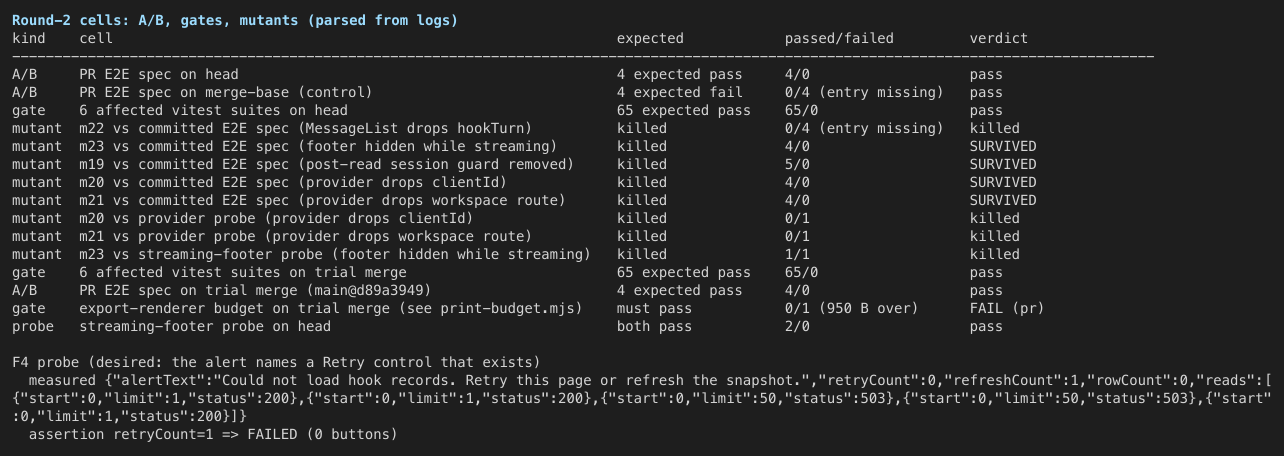 Round-2 cells: A/B, gates, mutants (parsed from logs)
kind cell expected passed/failed verdict
A/B PR E2E spec on head 4 expected pass 4/0 pass
A/B PR E2E spec on merge-base (control) 4 expected fail 0/4 (entry missing) pass
gate 6 affected vitest suites on head 65 expected pass 65/0 pass
mutant m22 vs committed E2E spec (MessageList drops hookTurn) killed 0/4 (entry missing) killed
mutant m23 vs committed E2E spec (footer hidden while streaming) killed 4/0 SURVIVED
mutant m19 vs committed E2E spec (post-read session guard removed) killed 5/0 SURVIVED
mutant m20 vs committed E2E spec (provider drops clientId) killed 4/0 SURVIVED
mutant m21 vs committed E2E spec (provider drops workspace route) killed 4/0 SURVIVED
mutant m20 vs provider probe (provider drops clientId) killed 0/1 killed
mutant m21 vs provider probe (provider drops workspace route) killed 0/1 killed
mutant m23 vs streaming-footer probe (footer hidden while streaming) killed 1/1 killed
gate 6 affected vitest suites on trial merge 65 expected pass 65/0 pass
A/B PR E2E spec on trial merge (main@d89a3949) 4 expected pass 4/0 pass
gate export-renderer budget on trial merge (see print-budget.mjs) must pass 0/1 (950 B over) FAIL (pr)
probe streaming-footer probe on head both pass 2/0 pass
F4 probe (desired: the alert names a Retry control that exists)
measured {"alertText":"Could not load hook records. Retry this page or refresh the snapshot.","retryCount":0,"refreshCount":1,"rowCount":0,"reads":[
{"start":0,"limit":1,"status":200},{"start":0,"limit":1,"status":200},{"start":0,"limit":50,"status":503},{"start":0,"limit":50,"status":503},{"start"
:0,"limit":1,"status":200}]}
assertion retryCount=1 => FAILED (0 buttons)